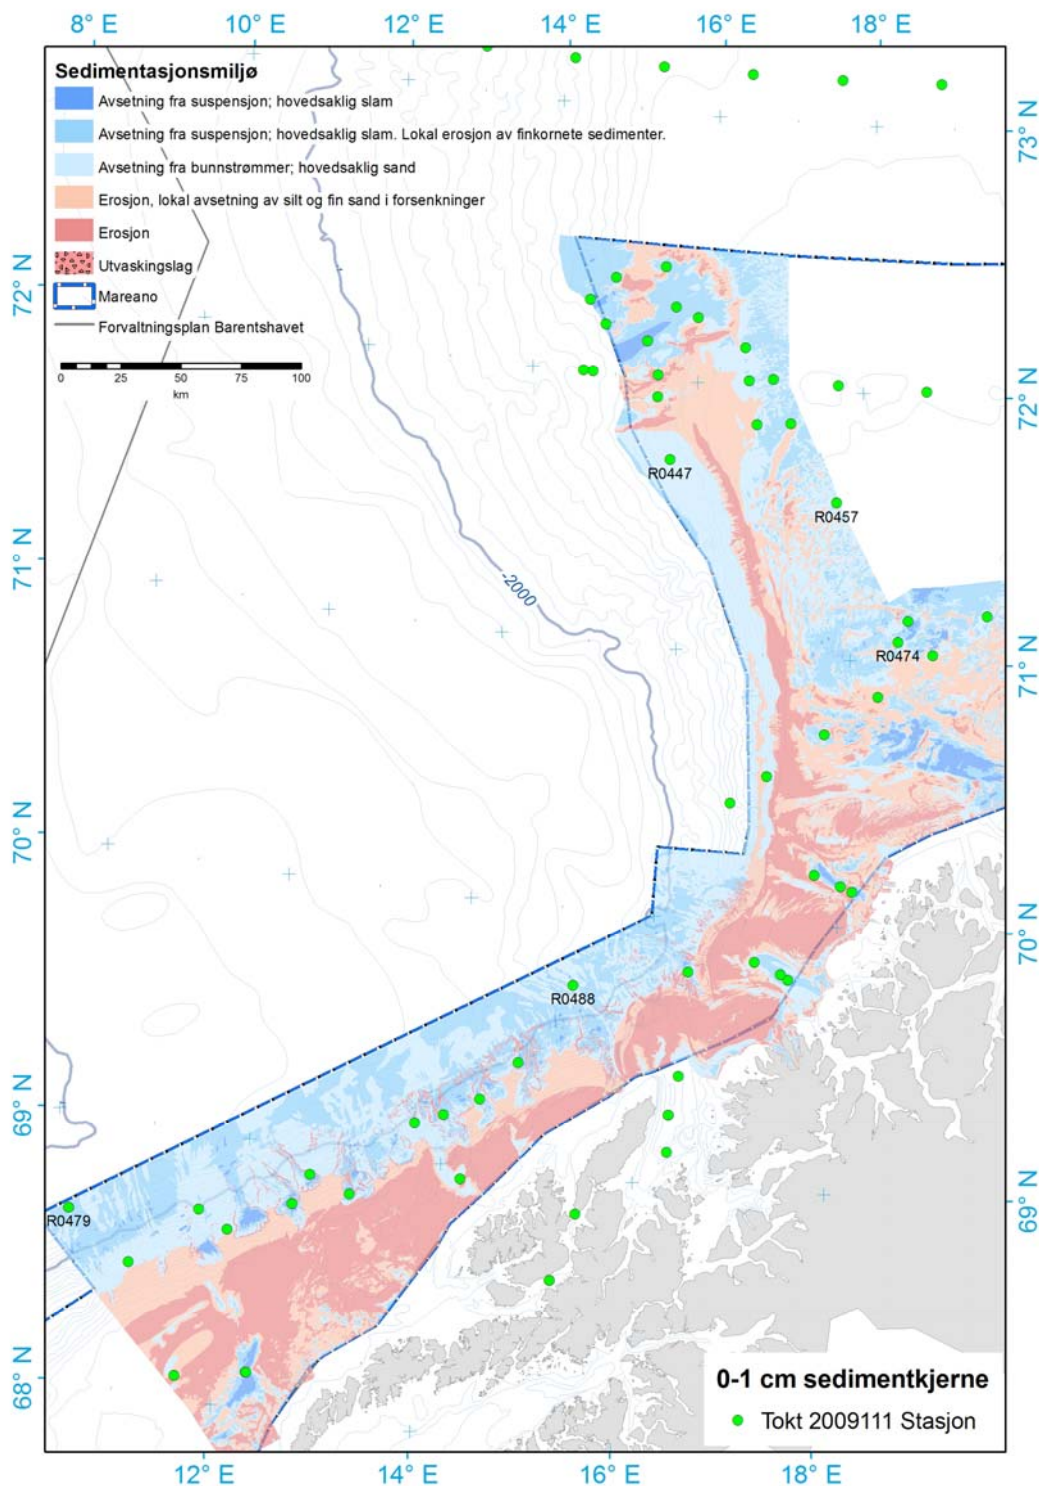 8° E 10° E 12° E 14° E 16° E 18° E
Sedimentasjonsmiljø
Avsetning fra suspensjon; hovedsaklig slam
Avsetning fra suspensjon; hovedsaklig slam. Lokal erosjon av finkornete sedimenter.
Avsetning fra bunnstrømmer; hovedsaklig sand
Erosjon, lokal avsetning av silt og fin sand i forsenkninger
Erosjon
Utvaskingslag
Mareano
Forvaltningsplan Barentshavet
0 25 50 75 100
km
73° N
72° N
72° N
R0447
R0457
71° N
-2000
R0474
71° N
70° N
70° N
R0488
69° N
69° N
R0479
68° N
0-1 cm sedimentkjerne
Tokt 2009111 Stasjon
12° E 14° E 16° E 18° E